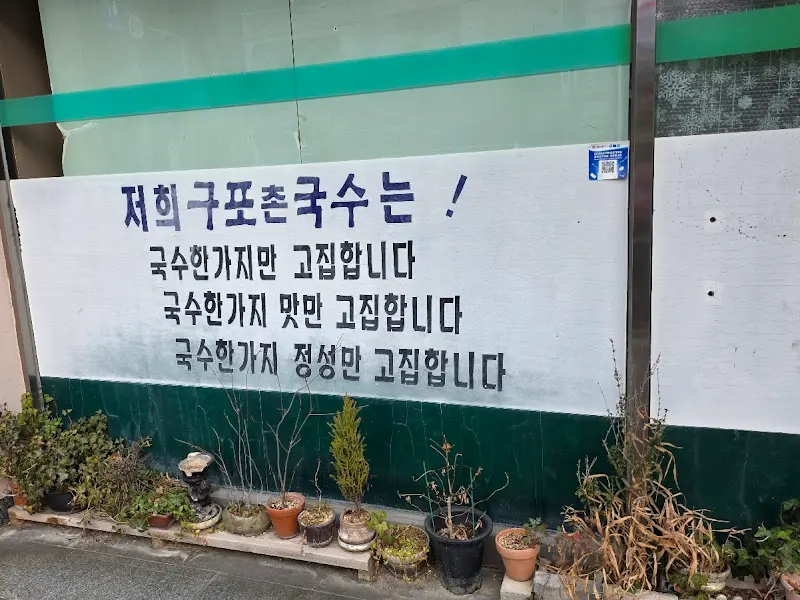 저희 구포촌국수는 !
국수한가지만 고집합니다
국수한가지 맛만 고집합니다
국수한가지 정성만 고집합니다